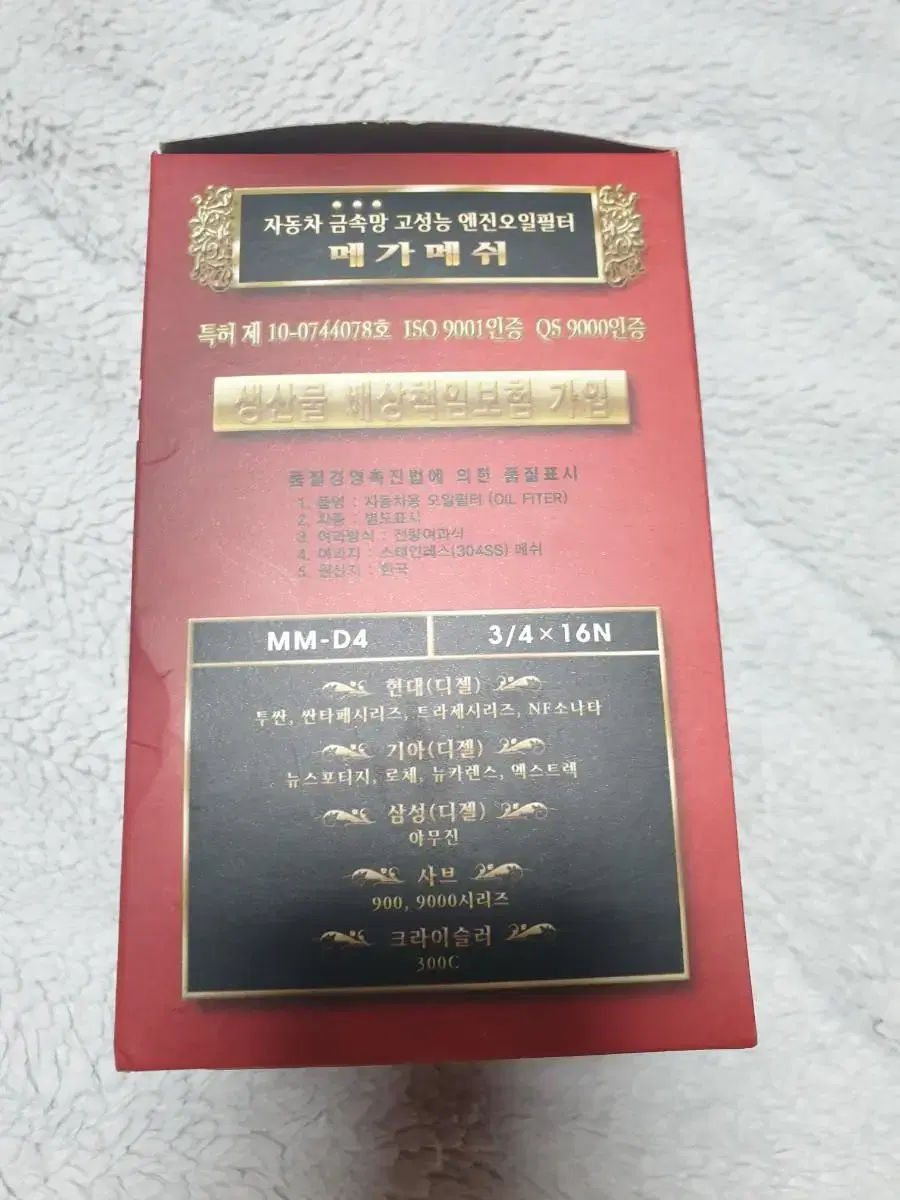 자동차 금속망 고성능 엔진오일필터
메가메쉬
특허 제 10-0744078호 ISO 9001인증 QS 9000인증
생산물 배상책임보험 가입
품질경영촉진법에 의한 품질표시
1. 품명 : 자동차용 오일필터 (OIL FITER)
2. 차종 : 별도표시
3. 여과방식 : 전량여과식
4. 여과지 : 스텐인레스(304SS) 메쉬
5. 원산지 : 한국
MM-D4
3/4×16N
현대(디젤)
투싼, 싼타페시리즈, 트라제시리즈, NF소나타
기아(디젤)
뉴스포티지, 로체, 뉴카렌스, 엑스트렉
삼성(디젤)
야무진
사브
900, 9000시리즈
크라이슬러
300C